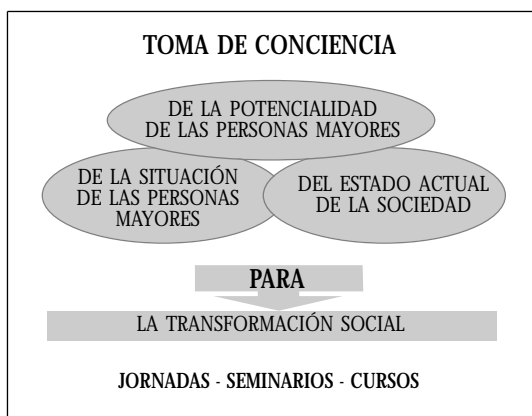 TOMA DE CONCIENCIA
DE LA POTENCIALIDAD
DE LAS PERSONAS MAYORES
DE LA SITUACIÓN
DE LAS PERSONAS
MAYORES
DEL ESTADO ACTUAL
DE LA SOCIEDAD
PARA
LA TRANSFORMACIÓN SOCIAL
JORNADAS - SEMINARIOS - CURSOS